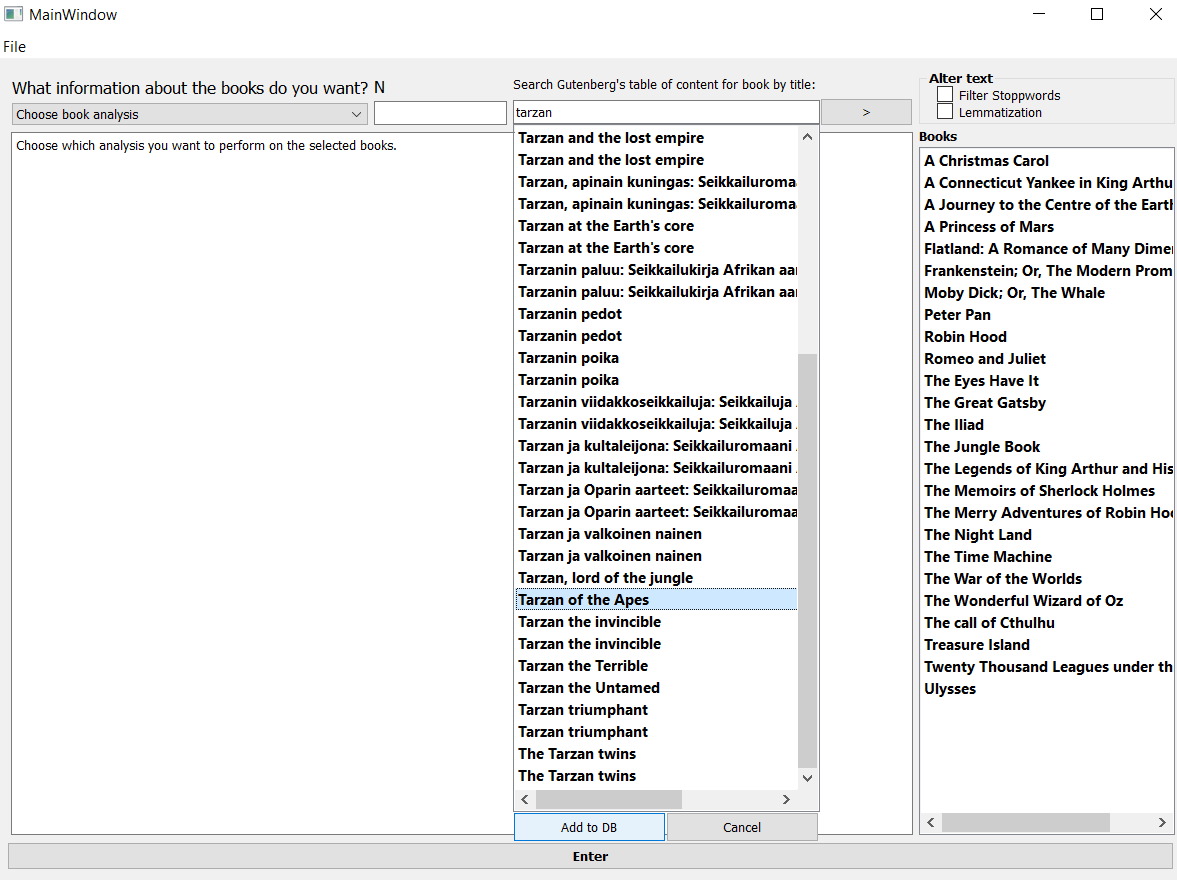 MainWindow
File
What information about the books do you want? N
Choose book analysis
Choose which analysis you want to perform on the selected books.
Search Gutenberg's table of content for book by title:
tarzan
>
Tarzan and the lost empire
Tarzan and the lost empire
Tarzan, apinain kuningas: Seikkailuroma
Tarzan, apinain kuningas: Seikkailuroma
Tarzan at the Earth's core
Tarzan at the Earth's core
Tarzanin paluu: Seikkailukirja Afrikan aar
Tarzanin paluu: Seikkailukirja Afrikan aar
Tarzanin pedot
Tarzanin pedot
Tarzanin poika
Tarzanin poika
Tarzanin viidakkoseikkailuja: Seikkailuja
Tarzanin viidakkoseikkailuja: Seikkailuja
Tarzan ja kultaleijona: Seikkailuromaani
Tarzan ja kultaleijona: Seikkailuromaani
Tarzan ja Oparin aarteet: Seikkailuromaa
Tarzan ja Oparin aarteet: Seikkailuromaa
Tarzan ja valkoinen nainen
Tarzan ja valkoinen nainen
Tarzan, lord of the jungle
Tarzan of the Apes
Tarzan the invincible
Tarzan the invincible
Tarzan the Terrible
Tarzan the Untamed
Tarzan triumphant
Tarzan triumphant
The Tarzan twins
The Tarzan twins
Add to DB
Cancel
Alter text
Filter Stoppwords
Lemmatization
Books
A Christmas Carol
A Connecticut Yankee in King Arthu
A Journey to the Centre of the Earth
A Princess of Mars
Flatland: A Romance of Many Dime
Frankenstein; Or, The Modern Prom
Moby Dick; Or, The Whale
Peter Pan
Robin Hood
Romeo and Juliet
The Eyes Have It
The Great Gatsby
The Iliad
The Jungle Book
The Legends of King Arthur and His
The Memoirs of Sherlock Holmes
The Merry Adventures of Robin Hoo
The Night Land
The Time Machine
The War of the Worlds
The Wonderful Wizard of Oz
The call of Cthulhu
Treasure Island
Twenty Thousand Leagues under th
Ulysses
Enter